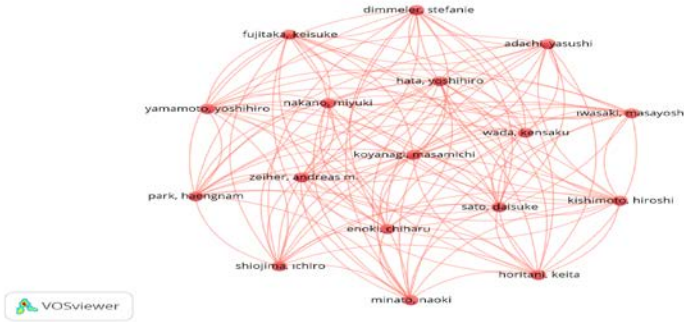 dimmeler, stefanie
fujitaka, keisuke
adachi, yasushi
hata, yoshihiro
yamamoto, yoshihiro
nakano, miyuki
iwasaki, masayosh
wada, kensaku
koyanagi, masamichi
zeiher, andreas m.
park, haengnam
kishimoto, hiroshi
sato, daisuke
enoki, chiharu
shiojima, ichiro
horitani, keita
minato, naoki
VOSviewer